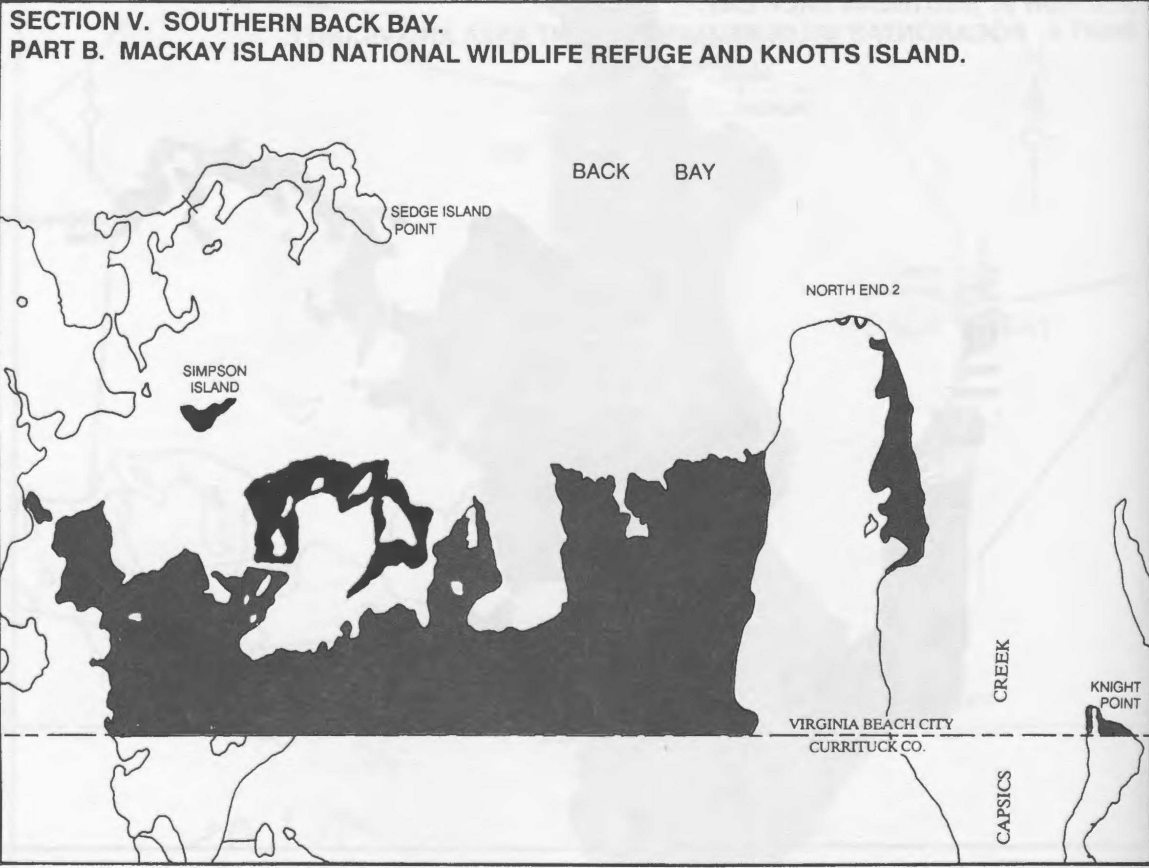 SECTION V. SOUTHERN BACK BAY.
PART B. MACKAY ISLAND NATIONAL WILDLIFE REFUGE AND KNOTTS ISLAND.
BACK BAY
SEDGE ISLAND
POINT
NORTH END 2
SIMPSON
ISLAND
CREEK
KNIGHT
POINT
VIRGINIA BEACH CITY
CURRITUCK CO.
CAPSICS